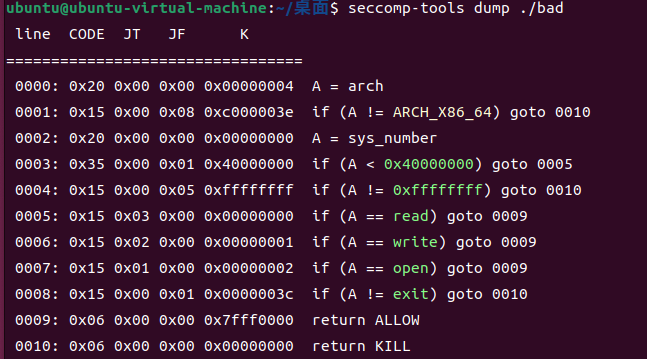 ubuntu@ubuntu-virtual-machine:~/桌面$ seccomp-tools dump ./bad
 line  CODE  JT   JF      K
=================================
 0000: 0x20 0x00 0x00 0x00000004  A = arch
 0001: 0x15 0x00 0x08 0xc000003e  if (A != ARCH_X86_64) goto 0010
 0002: 0x20 0x00 0x00 0x00000000  A = sys_number
 0003: 0x35 0x00 0x01 0x40000000  if (A < 0x40000000) goto 0005
 0004: 0x15 0x00 0x05 0xffffffff  if (A != 0xffffffff) goto 0010
 0005: 0x15 0x03 0x00 0x00000000  if (A == read) goto 0009
 0006: 0x15 0x02 0x00 0x00000001  if (A == write) goto 0009
 0007: 0x15 0x01 0x00 0x00000002  if (A == open) goto 0009
 0008: 0x15 0x00 0x01 0x0000003c  if (A != exit) goto 0010
 0009: 0x06 0x00 0x00 0x7fff0000  return ALLOW
 0010: 0x06 0x00 0x00 0x00000000  return KILL